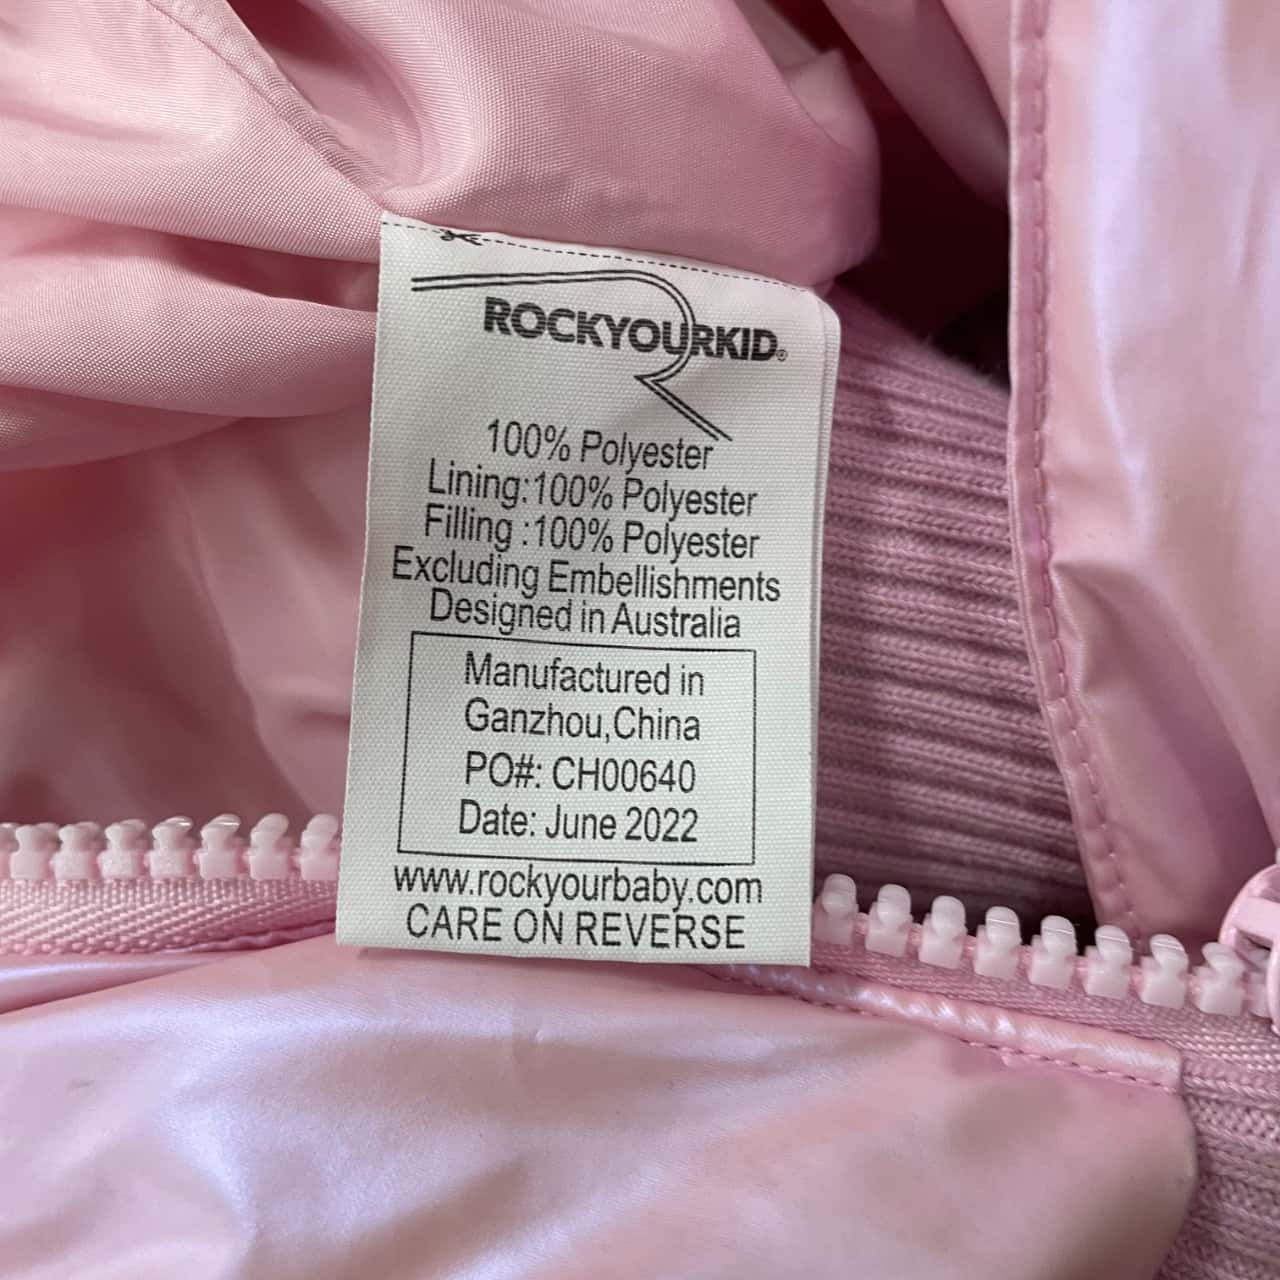 ROCKYOURKID®
100% Polyester
Lining:100% Polyester
Filling :100% Polyester
Excluding Embellishments
Designed in Australia
Manufactured in
Ganzhou,China
PO#: CH00640
Date: June 2022
www.rockyourbaby.com
CARE ON REVERSE